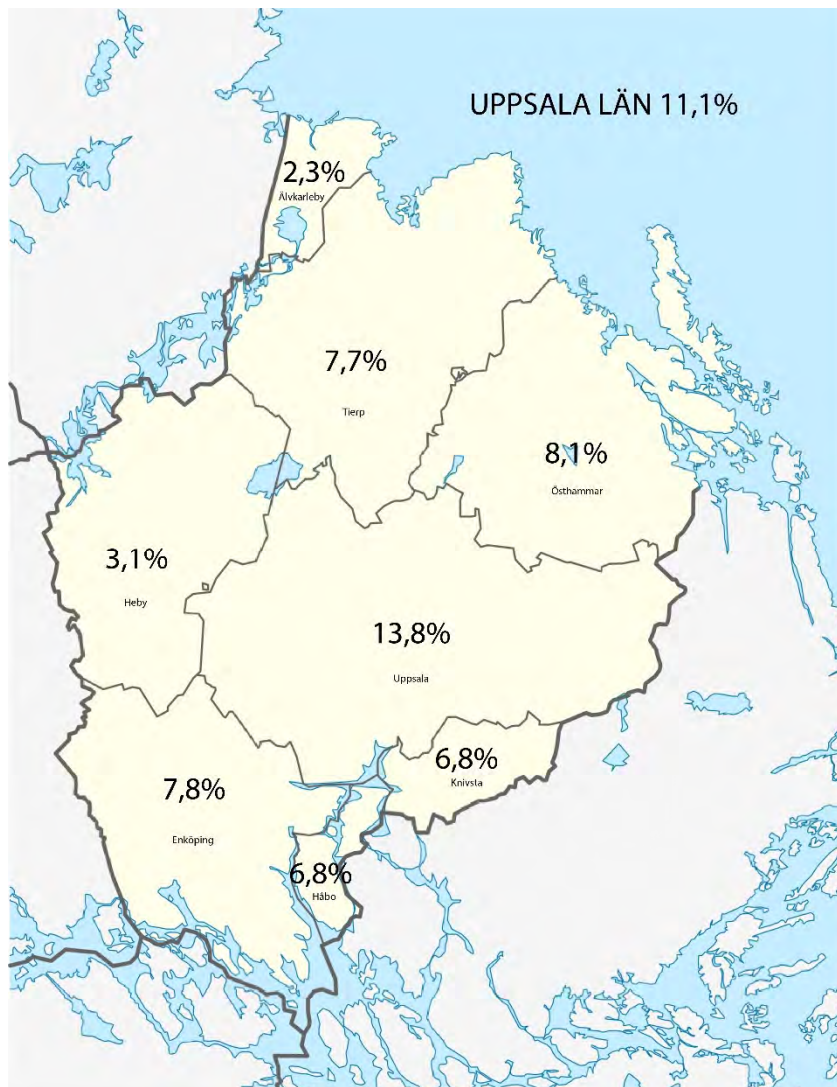 UPPSALA LÄN 11,1%
2,3%
Älvkarleby
7,7%
Tierp
8,1%
Östhammar
3,1%
Heby
13,8%
Uppsala
6,8%
Knivsta
7,8%
Enköping
6,8%
Håbo